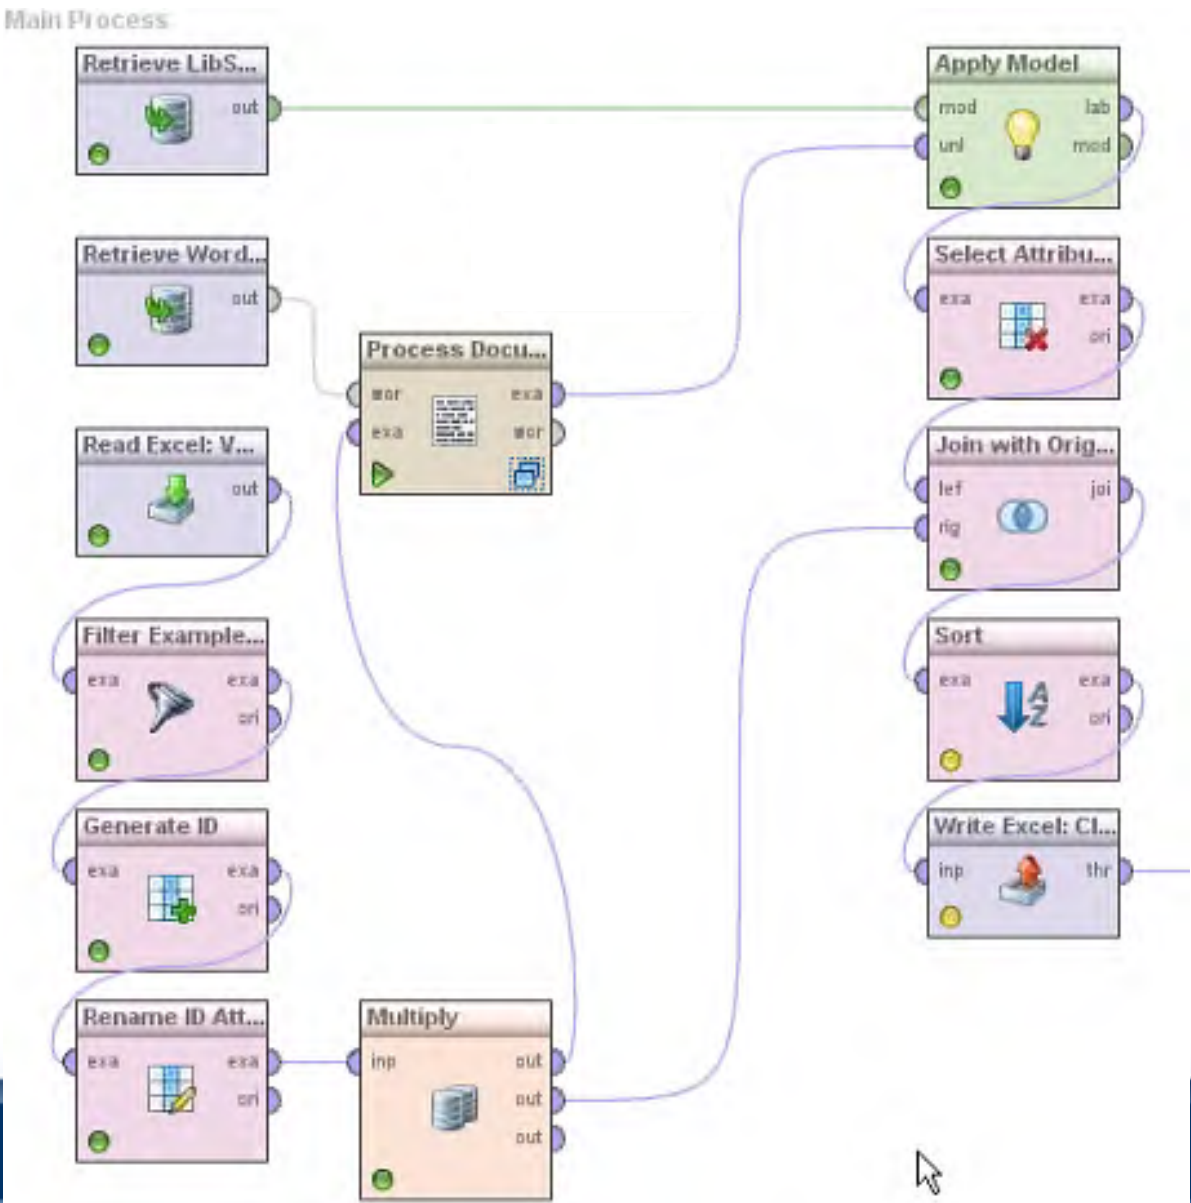 Main Process
Retrieve LibS...
out
Apply Model
mod
lab
unl
mod
Retrieve Word...
out
Select Attribu...
exa
exa
ori
Process Docu...
wor
exa
exa
wor
Read Excel: V...
out
Join with Orig...
lef
joi
rig
Filter Example...
exa
exa
ori
Sort
exa
exa
ori
Generate ID
exa
exa
ori
Write Excel: Cl...
inp
thr
Rename ID Att...
exa
exa
ori
Multiply
inp
out
out
out